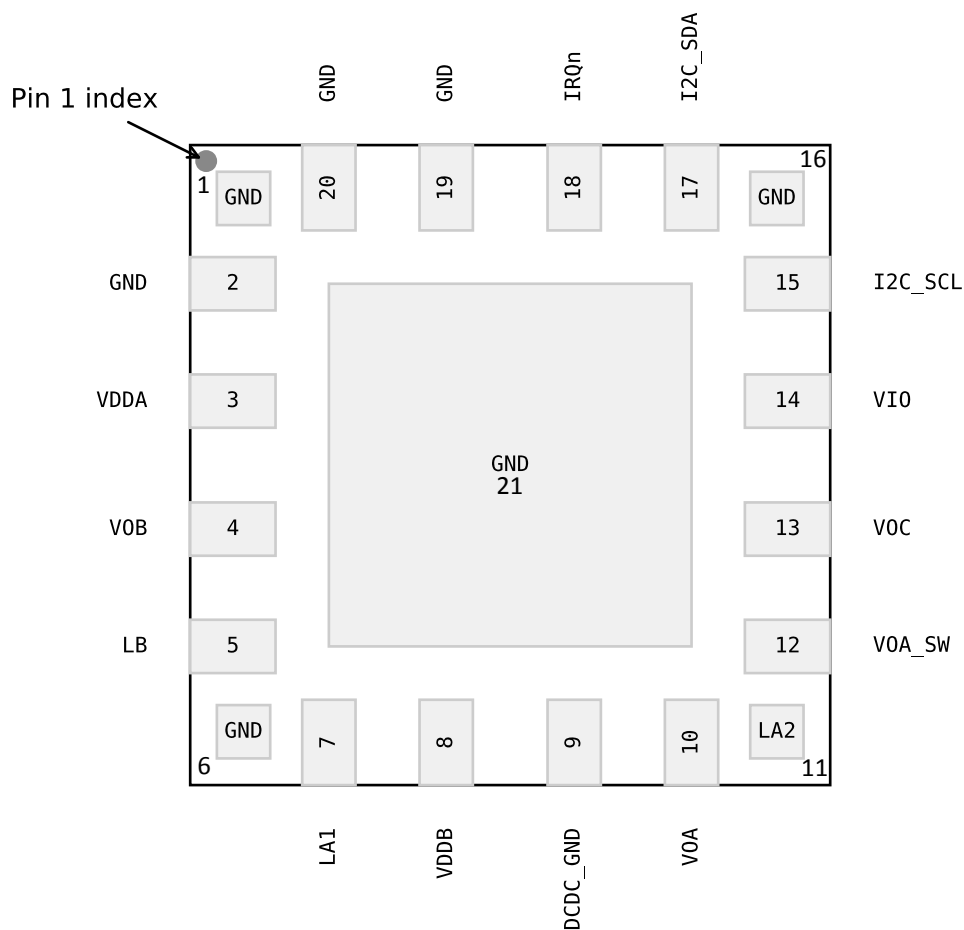 I2C_SDA
GND
GND
IRQn
Pin 1 index
16
1
GND
20
19
18
17
GND
GND
2
15
I2C_SCL
VDDA
3
14
VIO
GND
21
VOB
4
13
VOC
LB
5
12
VOA_SW
GND
7
8
9
10
LA2
6
11
LA1
VDDB
DCDC_GND
VOA